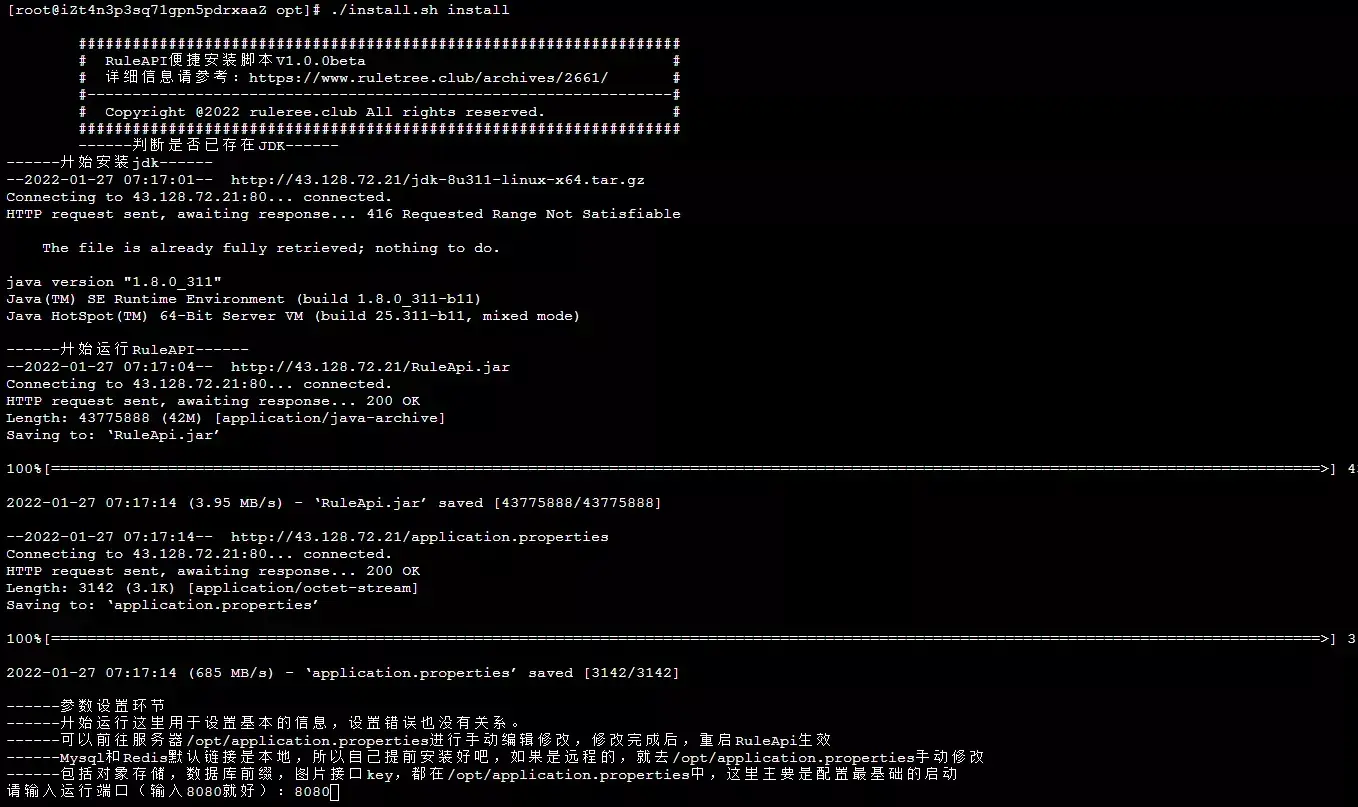 [root@iZt4n3p3sq71gpn5pdrxaaZ opt]# ./install.sh install
###################################################################
# RuleAPI便捷安装脚本V1.0.0beta #
# 详细信息请参考: https://www.ruletree.club/archives/2661/ #
#-----------------------------------------------------------------#
# Copyright @2022 ruleree.club All rights reserved. #
###################################################################
------判断是否已存在JDK------
------开始安装jdk------
--2022-01-27 07:17:01-- http://43.128.72.21/jdk-8u311-linux-x64.tar.gz
Connecting to 43.128.72.21:80... connected.
HTTP request sent, awaiting response... 416 Requested Range Not Satisfiable
The file is already fully retrieved; nothing to do.
java version "1.8.0_311"
Java(TM) SE Runtime Environment (build 1.8.0_311-b11)
Java HotSpot(TM) 64-Bit Server VM (build 25.311-b11, mixed mode)
------开始运行RuleAPI------
--2022-01-27 07:17:04-- http://43.128.72.21/RuleApi.jar
Connecting to 43.128.72.21:80... connected.
HTTP request sent, awaiting response... 200 OK
Length: 43775888 (42M) [application/java-archive]
Saving to: ‘RuleApi.jar’
100%[=============================================================================================================================================>] 4
2022-01-27 07:17:14 (3.95 MB/s) - ‘RuleApi.jar’ saved [43775888/43775888]
--2022-01-27 07:17:14-- http://43.128.72.21/application.properties
Connecting to 43.128.72.21:80... connected.
HTTP request sent, awaiting response... 200 OK
Length: 3142 (3.1K) [application/octet-stream]
Saving to: ‘application.properties’
100%[=============================================================================================================================================>] 3
2022-01-27 07:17:14 (685 MB/s) - ‘application.properties’ saved [3142/3142]
------参数设置环节
------开始运行这里用于设置基本的信息，设置错误也没有关系。
------可以前往服务器/opt/application.properties进行手动编辑修改，修改完成后，重启RuleApi生效
------Mysql和Redis默认链接是本地，所以自己提前安装好吧，如果是远程的，就去/opt/application.properties手动修改
------包括对象存储，数据库前缀，图片接口key，都在/opt/application.properties中，这里主要是配置最基础的启动
请输入运行端口（输入8080就好）：8080